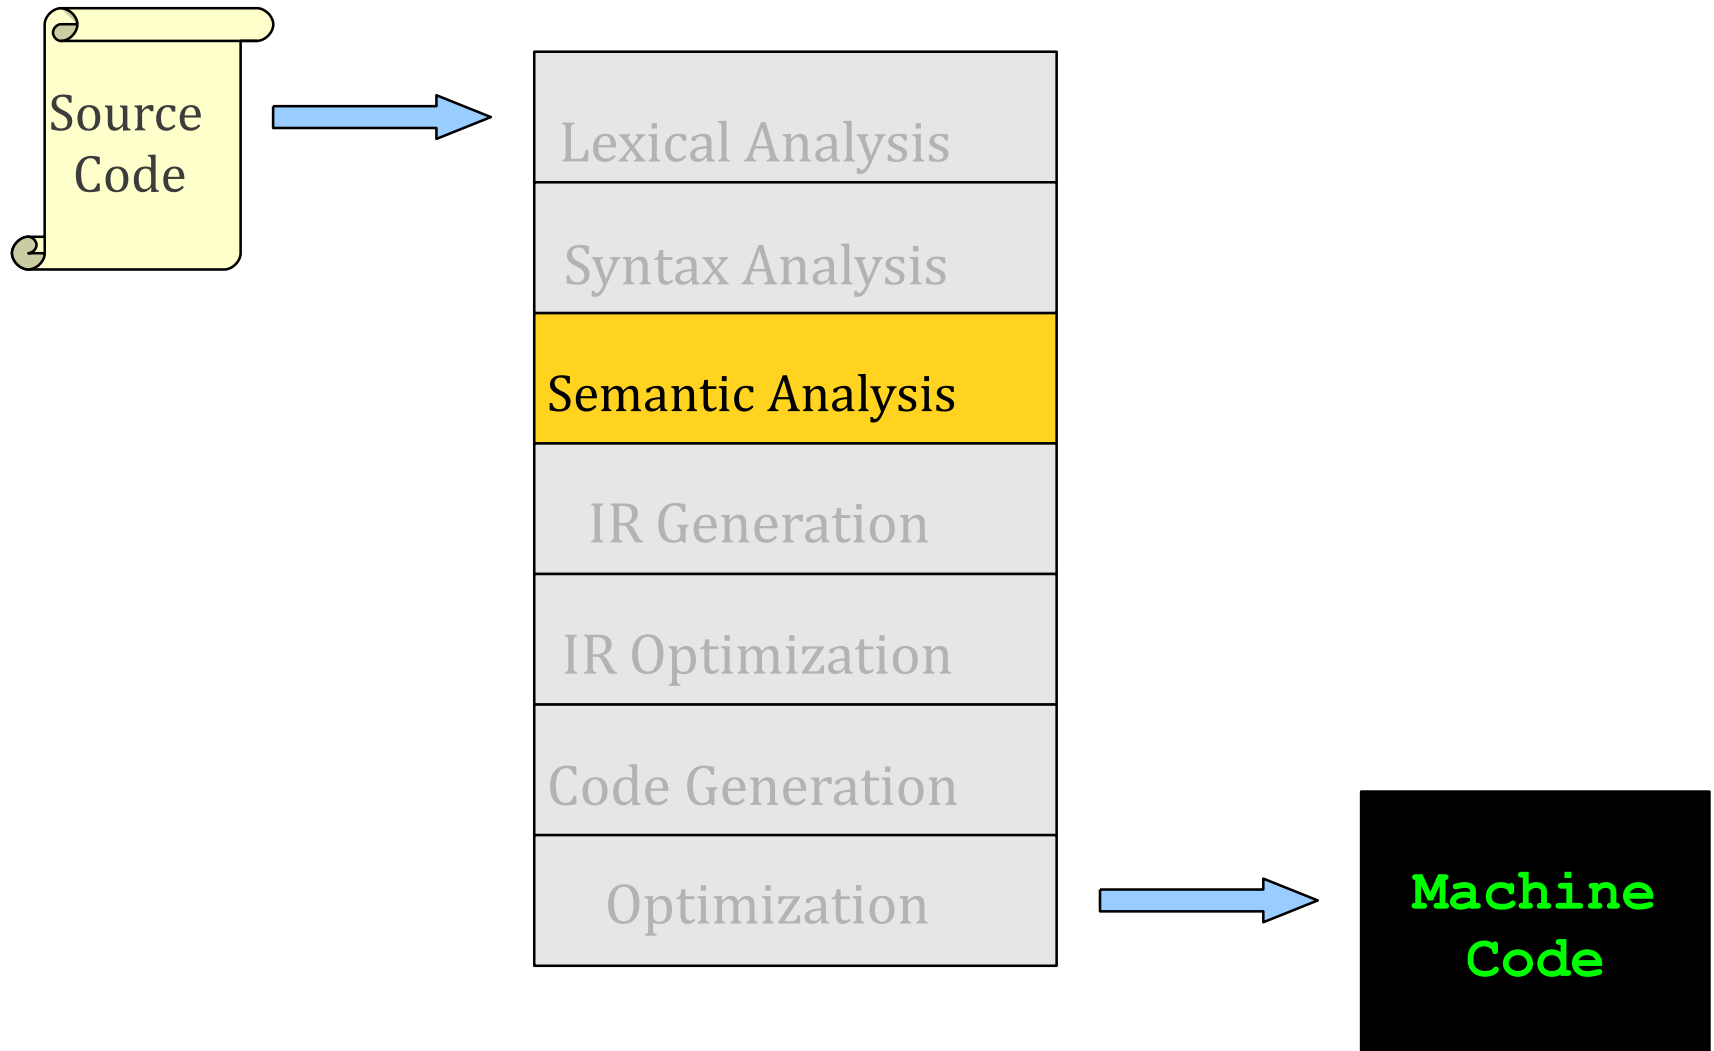 Source
Code
Lexical Analysis
Syntax Analysis
Semantic Analysis
IR Generation
IR Optimization
Code Generation
Optimization
Machine
Code